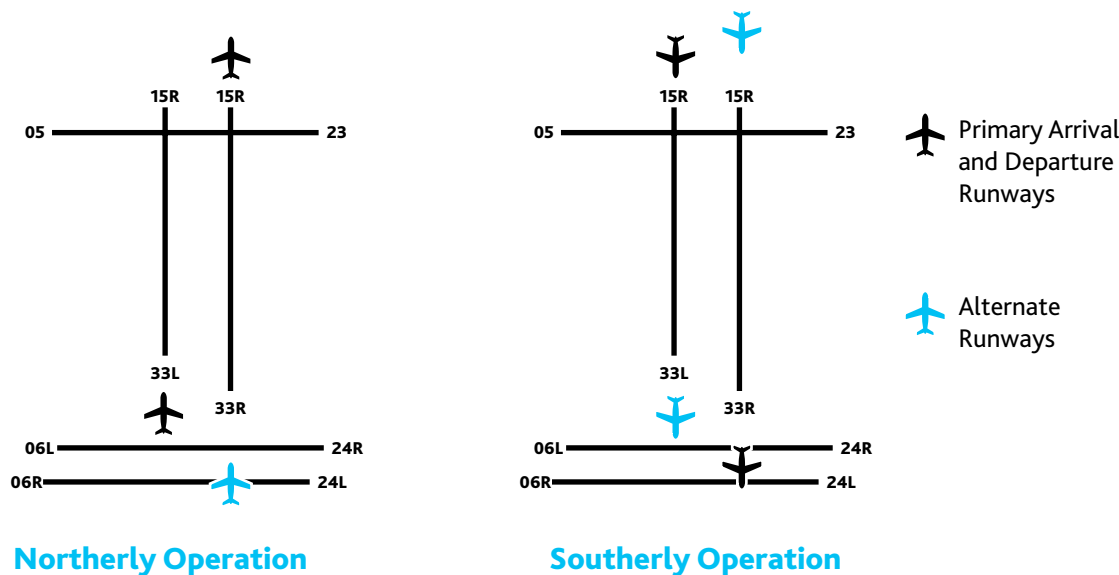 15R 15R
05 23
33L
33R
06L 24R
06R 24L
Northerly Operation
15R 15R
05 23
33L
33R
06L 24R
06R 24L
Southerly Operation
Primary Arrival
and Departure
Runways
Alternate
Runways